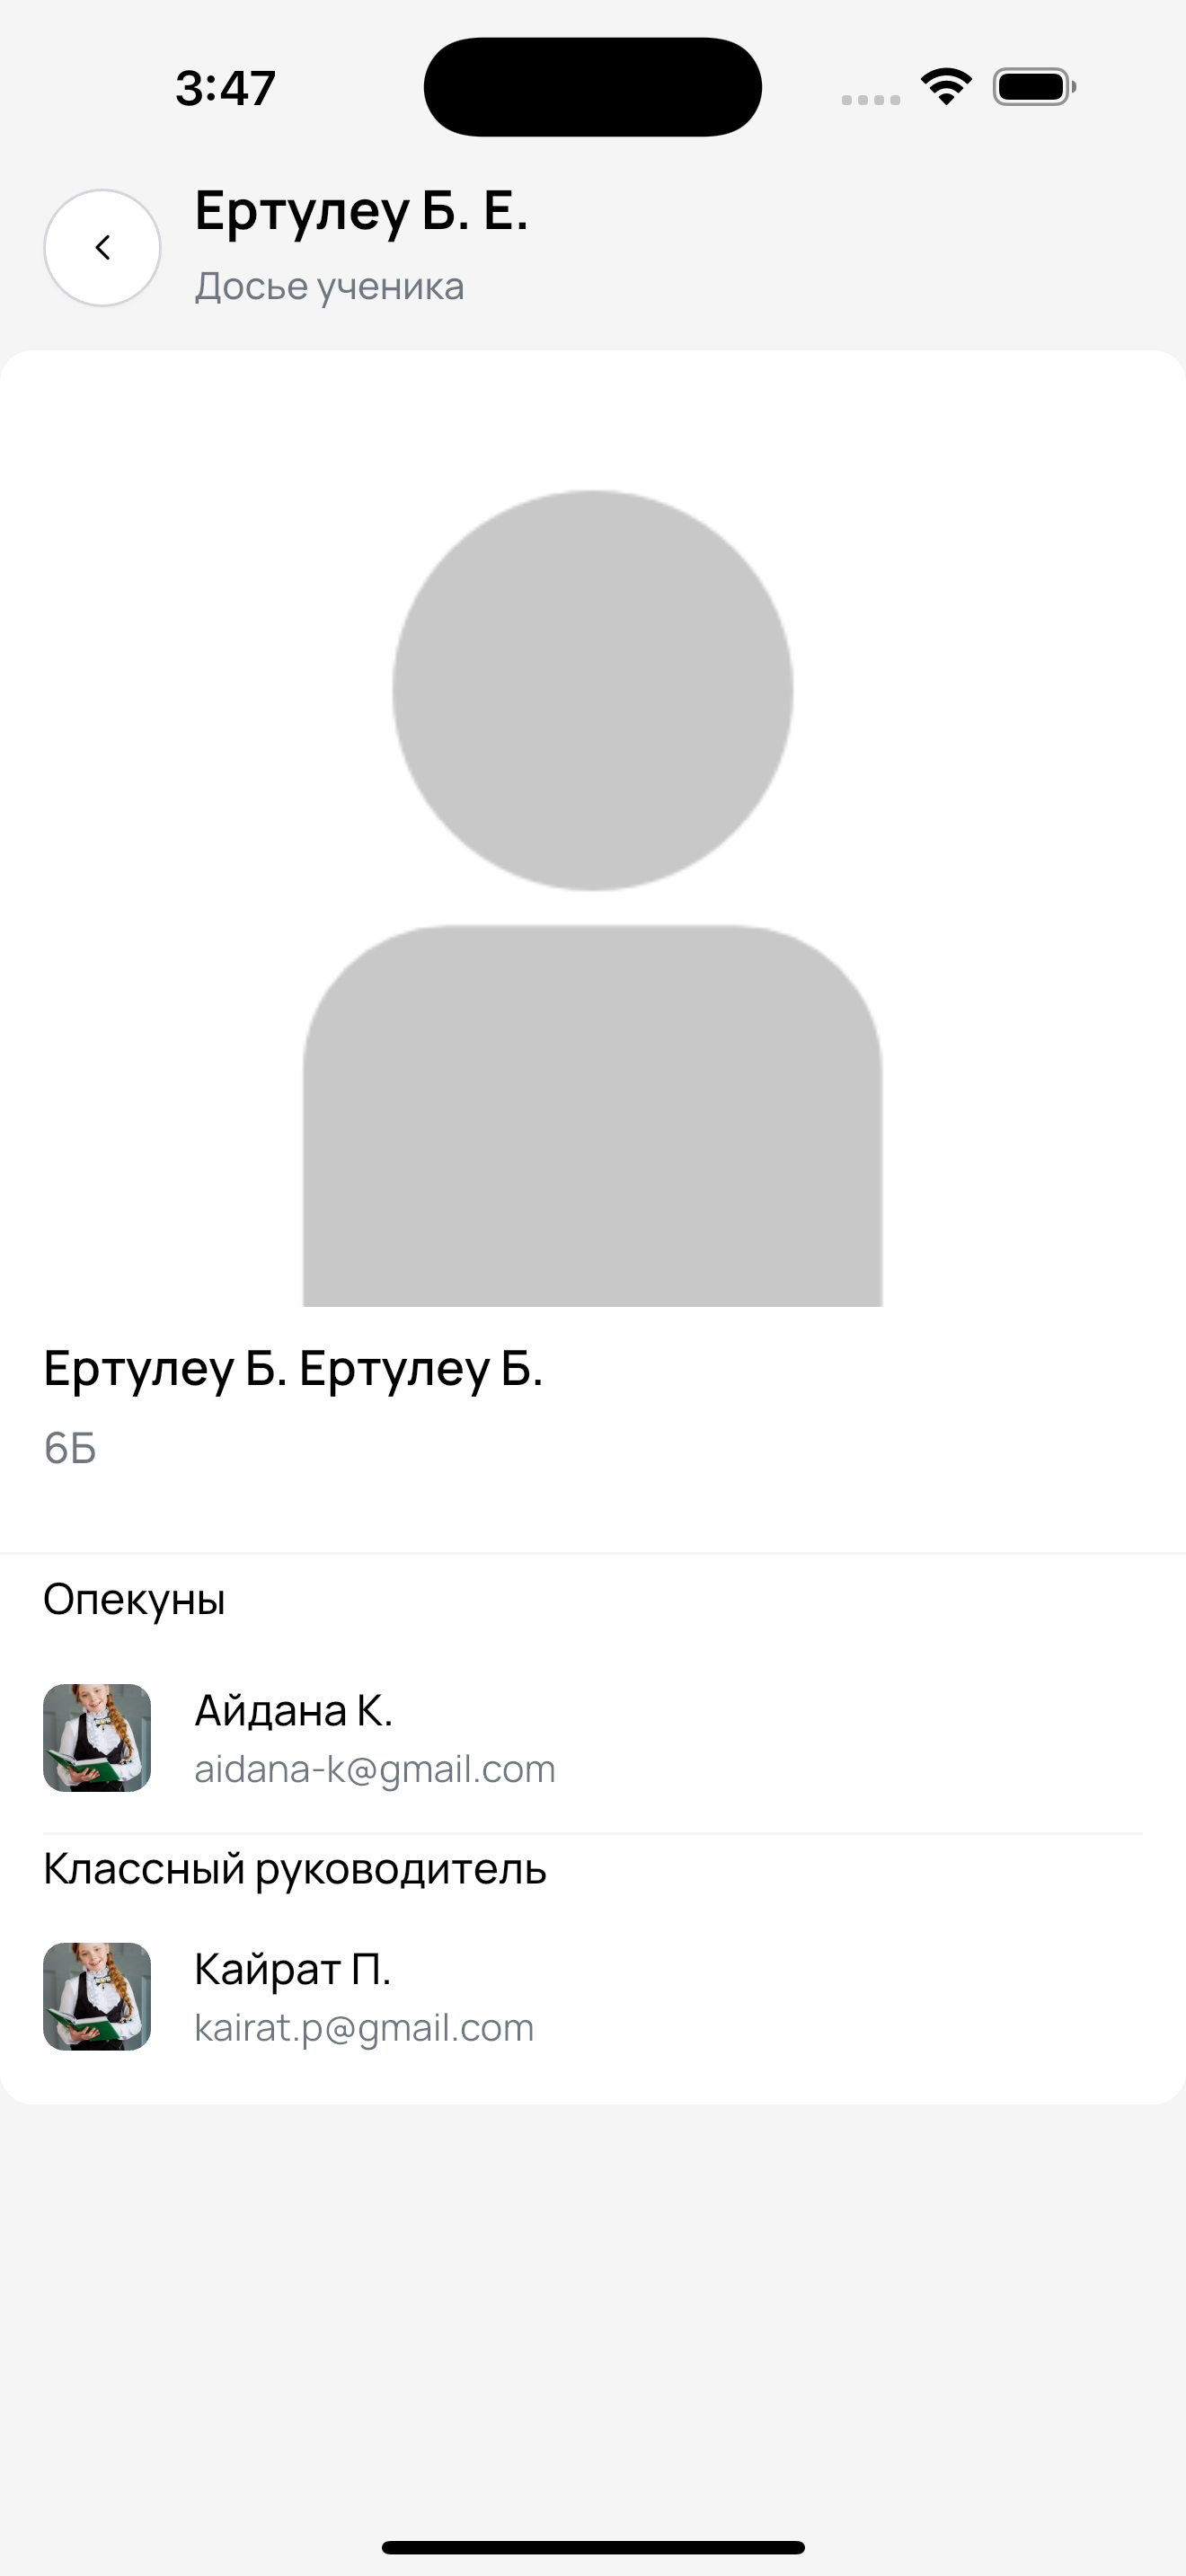 3:47
Ертулеу Б. Е.
Досье ученика
Ертулеу Б. Ертулеу Б.
6Б
Опекуны
Айдана К.
aidana-k@gmail.com
Классный руководитель
Кайрат П.
kairat.p@gmail.com